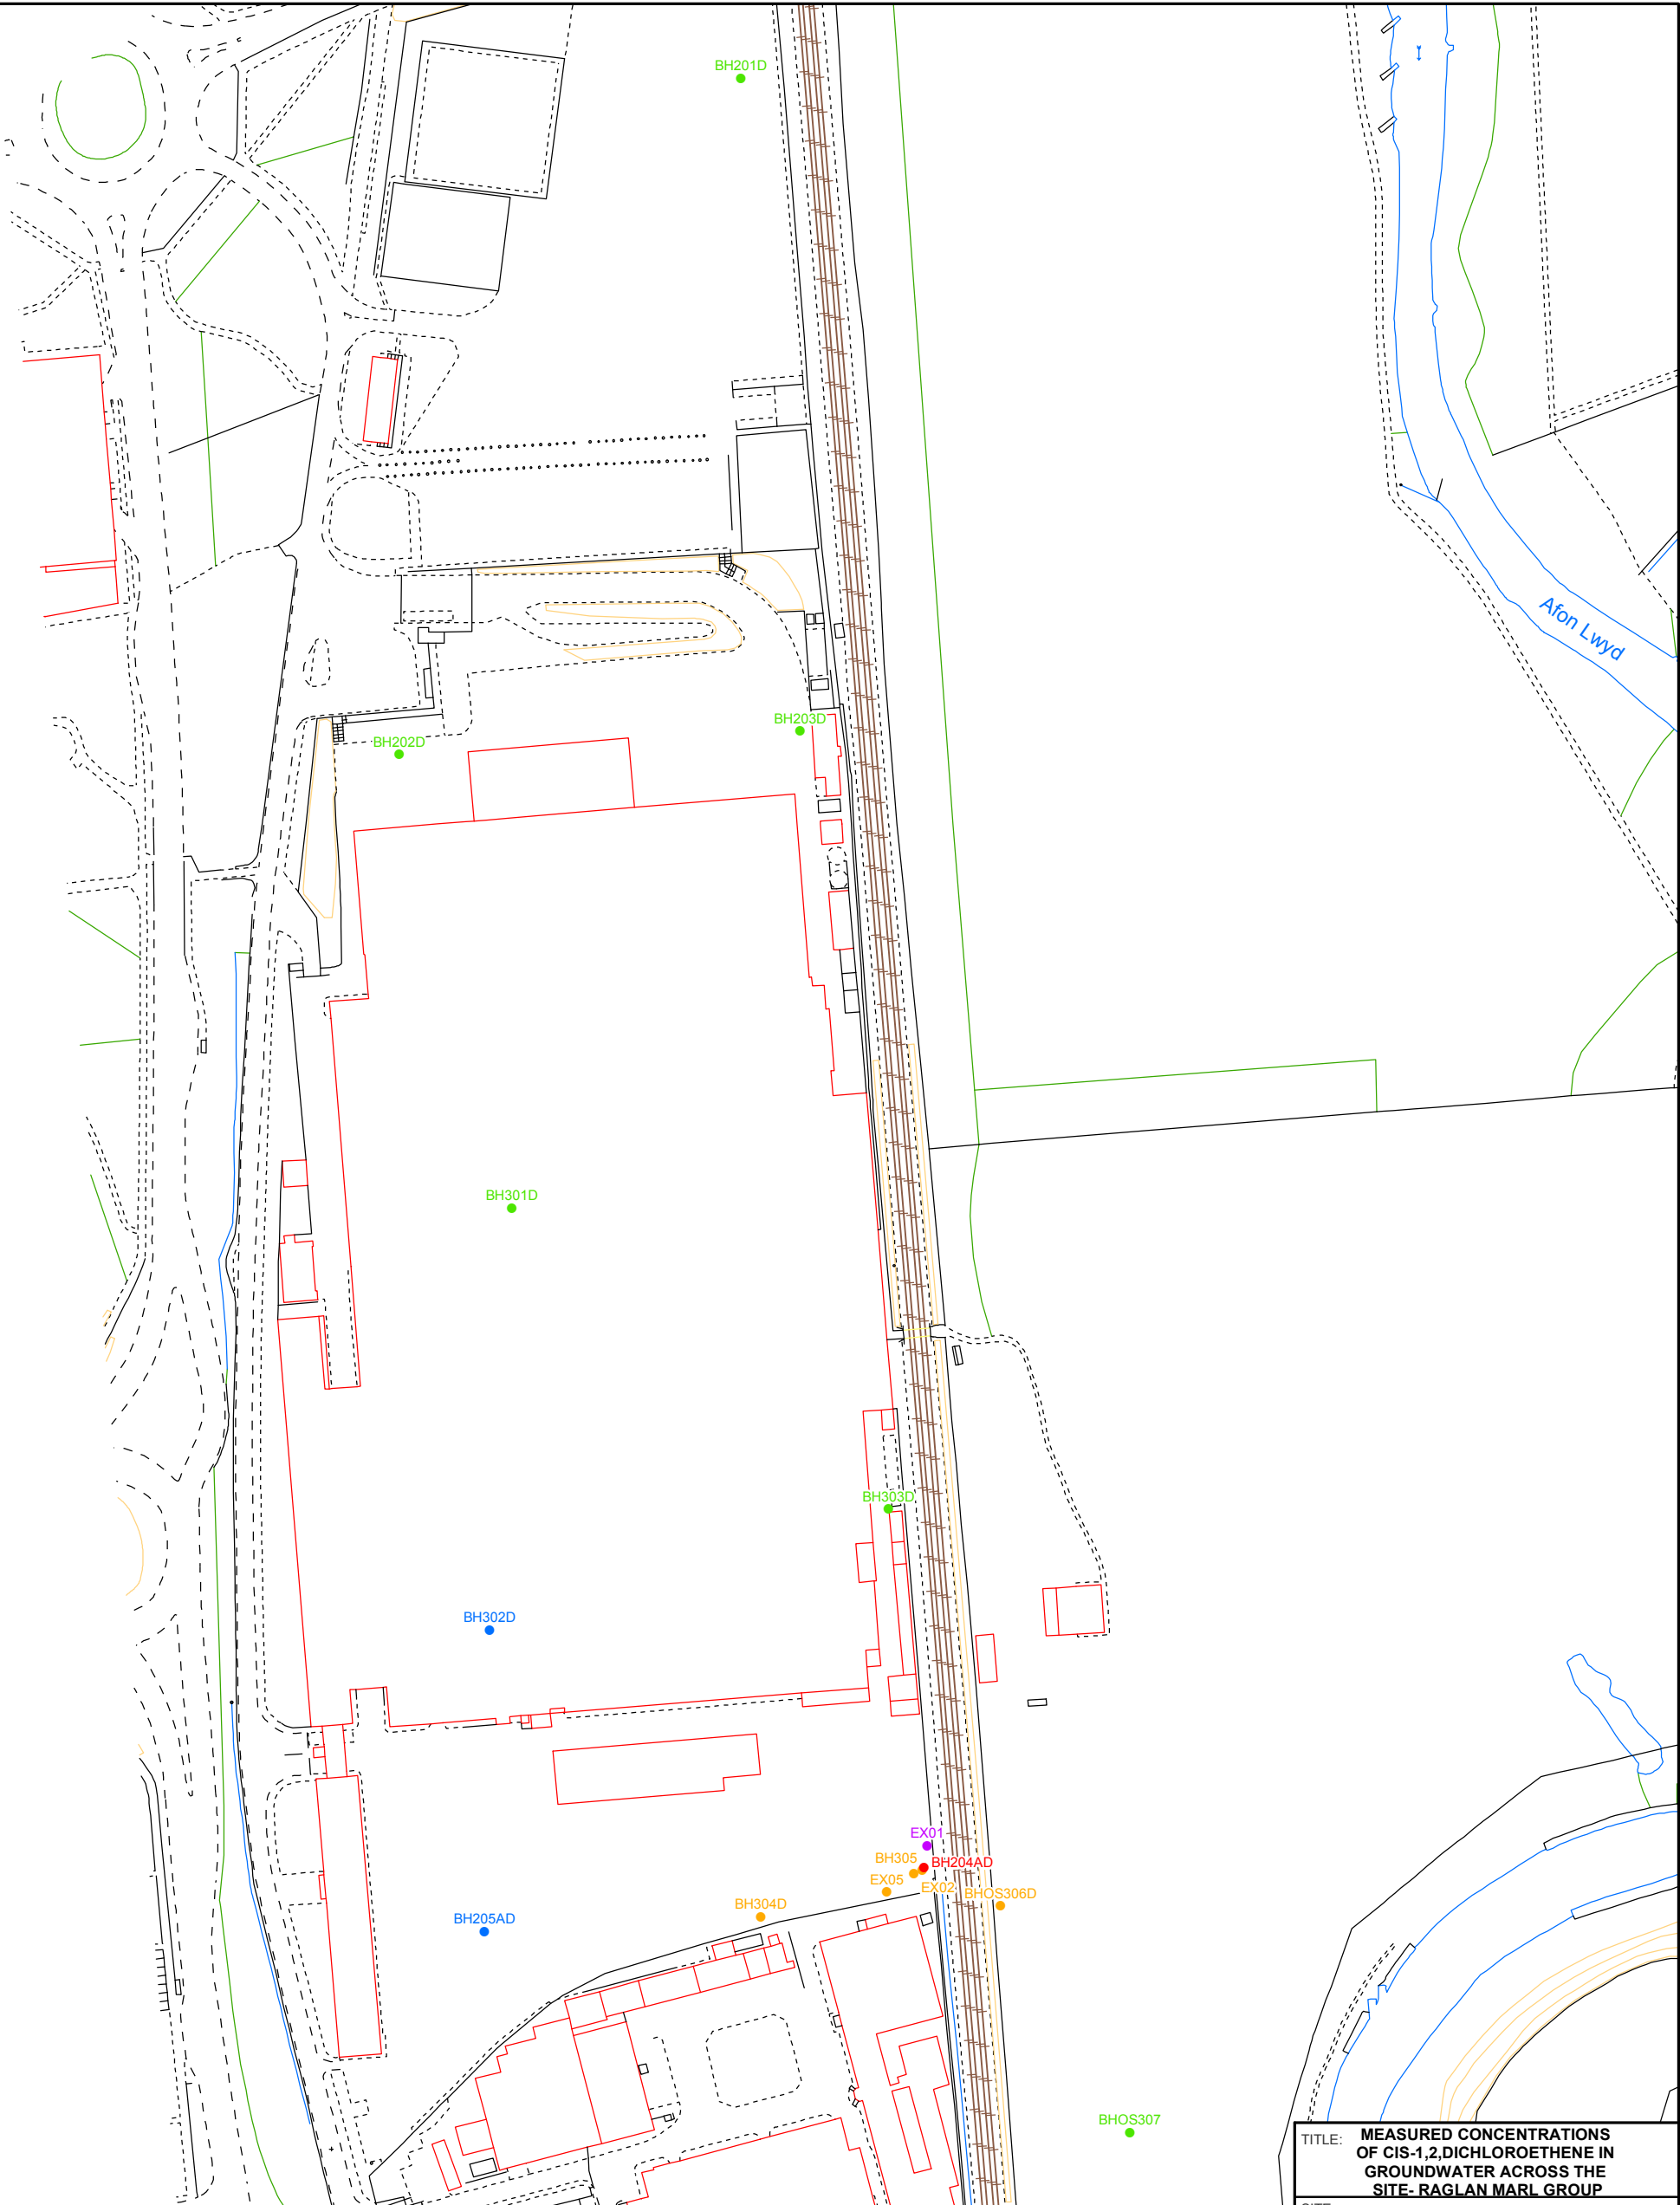 BH201D
Afon Lwyd
BH203D
BH202D
BH301D
BH303D
BH302D
EX01
BH305
BH204AD
EX05
EX02
BHOS306D
BH304D
BH205AD
BHOS307
TITLE: MEASURED CONCENTRATIONS
OF CIS-1,2,DICHLOROETHENE IN
GROUNDWATER ACROSS THE
SITE- RAGLAN MARL GROUP